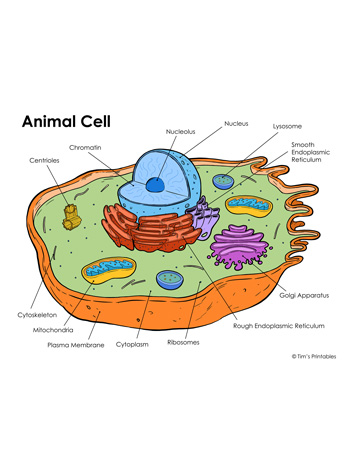 Animal Cell
Nucleolus
Nucleus
Lysosome
Chromatin
Smooth
Endoplasmic
Reticulum
Centrioles
Golgi Apparatus
Cytoskeleton
Mitochondria
Rough Endoplasmic Reticulum
Plasma Membrane
Cytoplasm
Ribosomes
© Tim's Printables